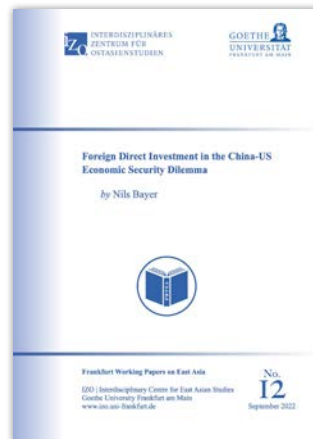 IZO
INTERDISZIPLINÄRES
ZENTRUM FÜR
OSTASIENSTUDIEN
GOETHE
UNIVERSITÄT
FRANKFURT AM MAIN
Foreign Direct Investment in the China-US
Economic Security Dilemma
by Nils Bayer
Frankfurt Working Papers on East Asia
IZO | Interdisciplinary Centre for East Asian Studies
Goethe University Frankfurt am Main
www.izo.uni-frankfurt.de
No.
12
September 2022